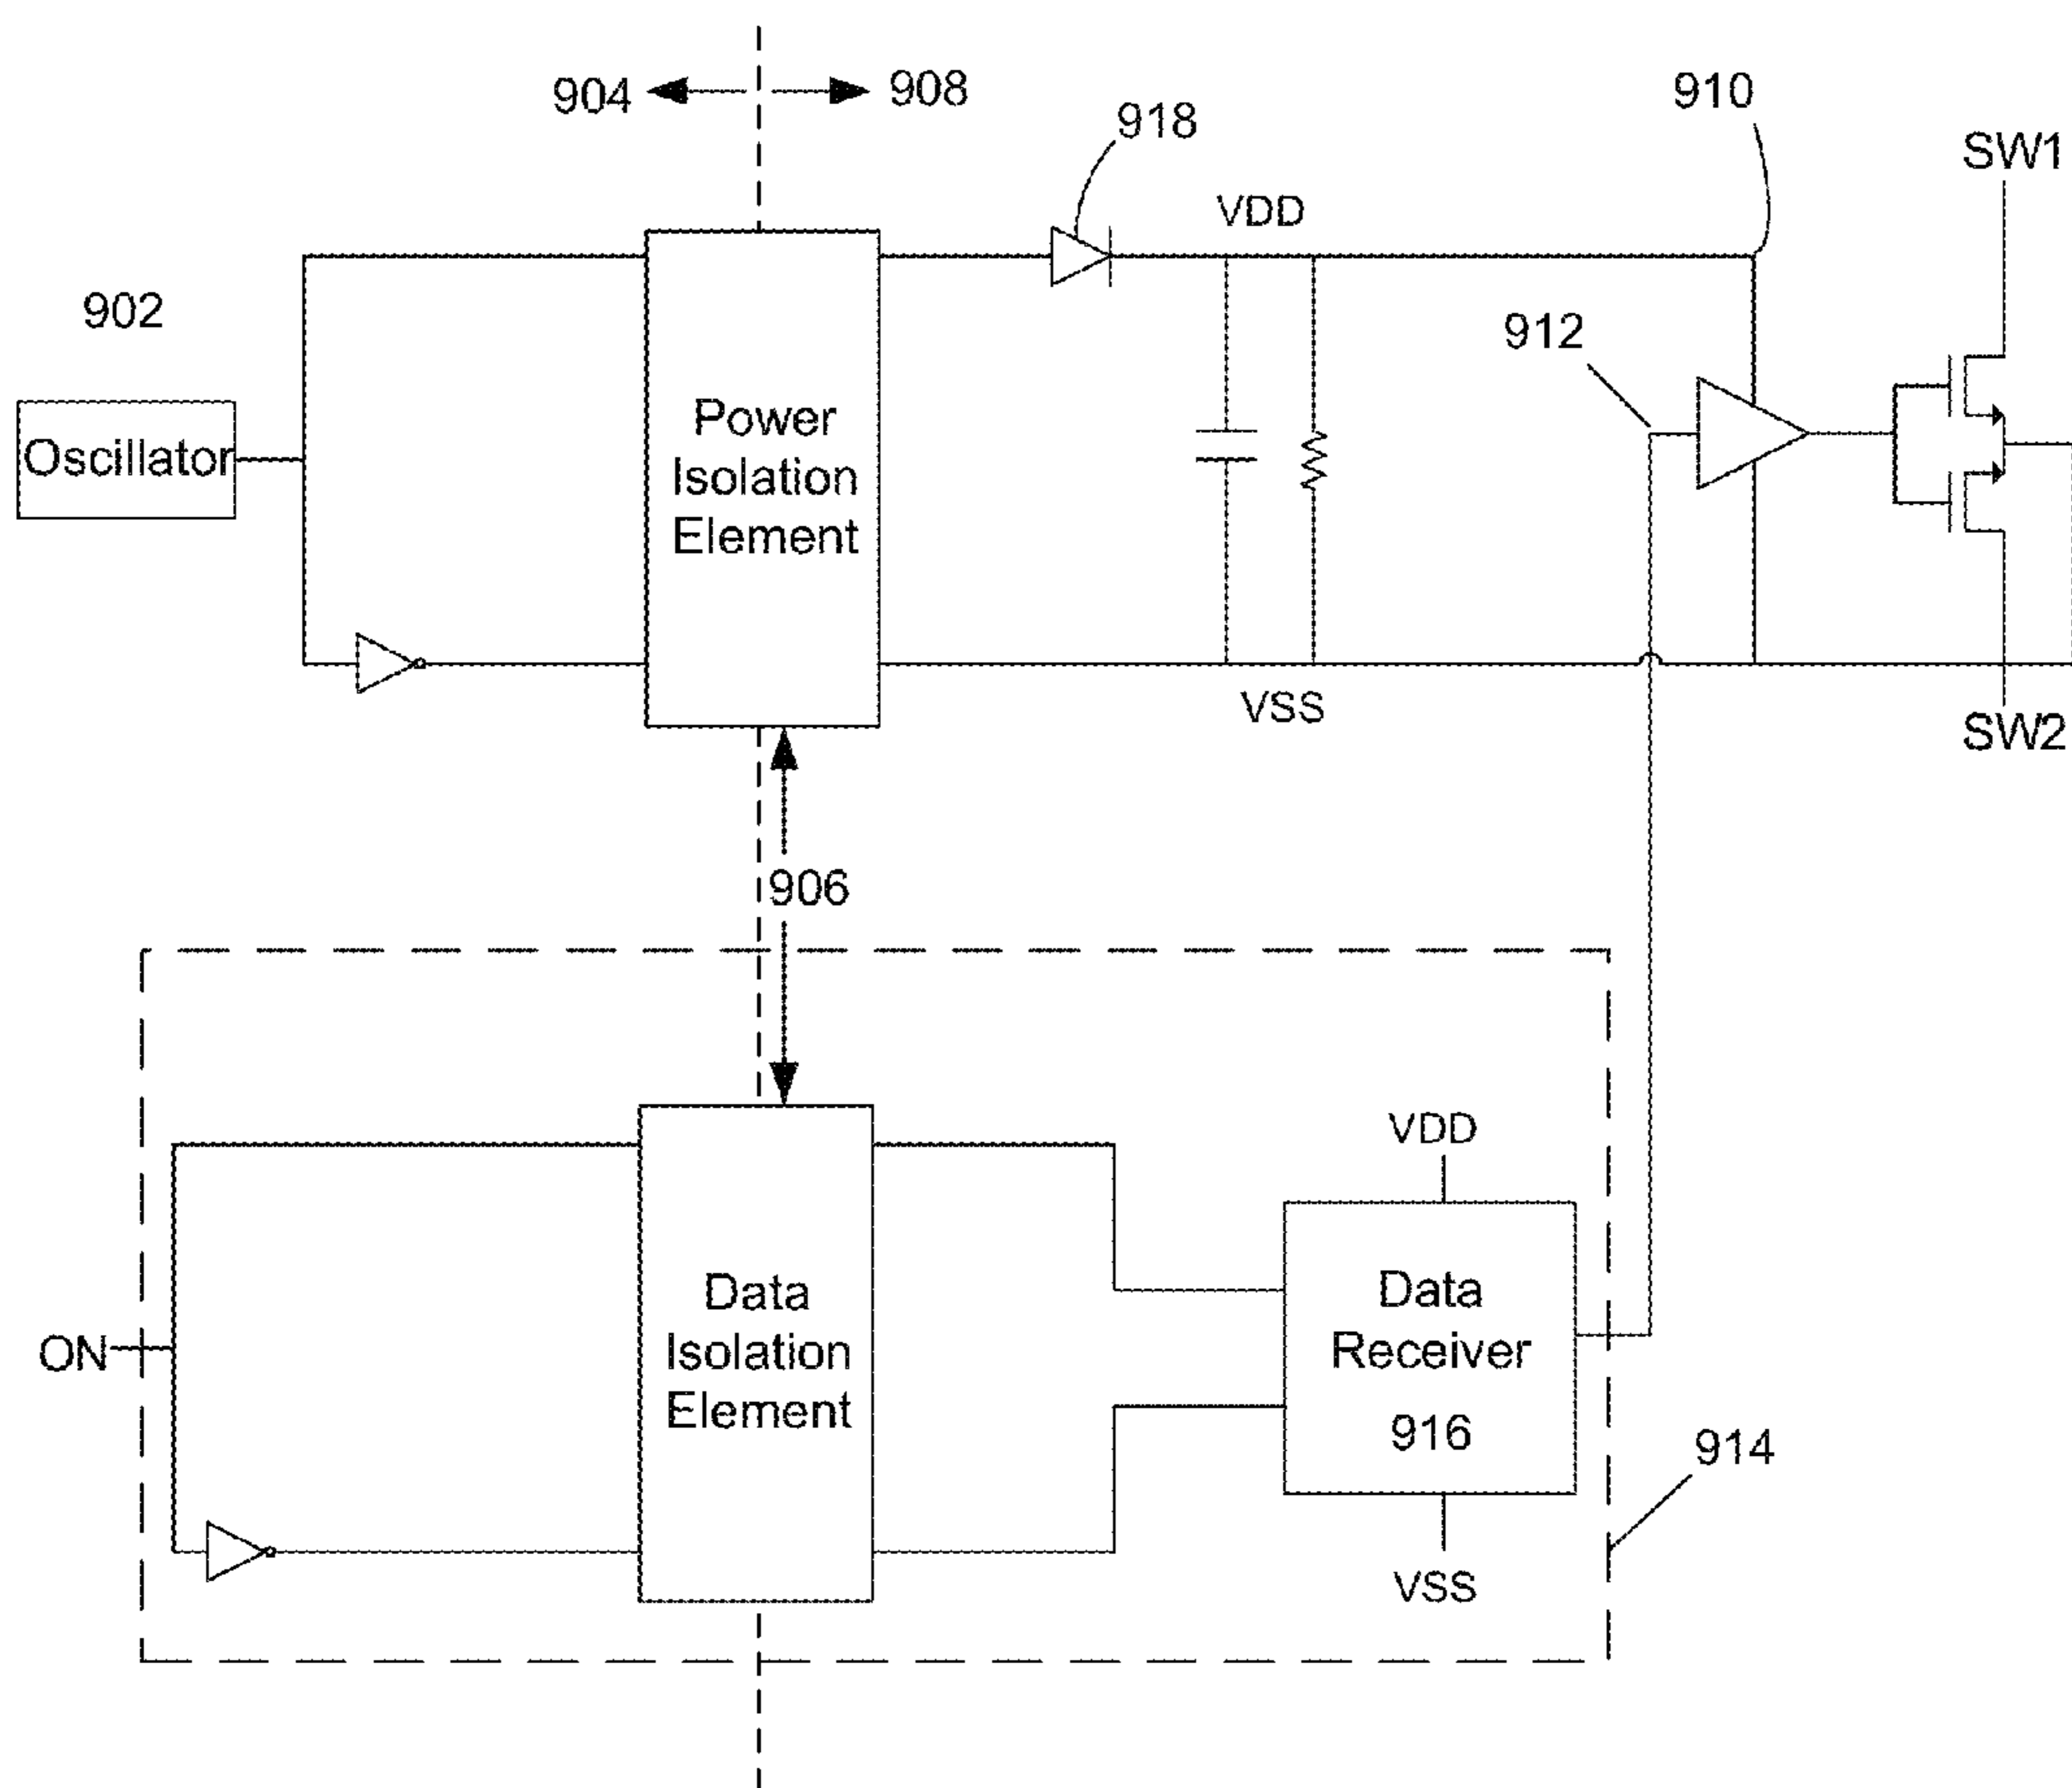 904
908
918
910
SW1
902
VDD
912
Oscillator
Power
Isolation
Element
VSS
SW2
906
VDD
ON
Data
Isolation
Element
Data
Receiver
916
914
VSS